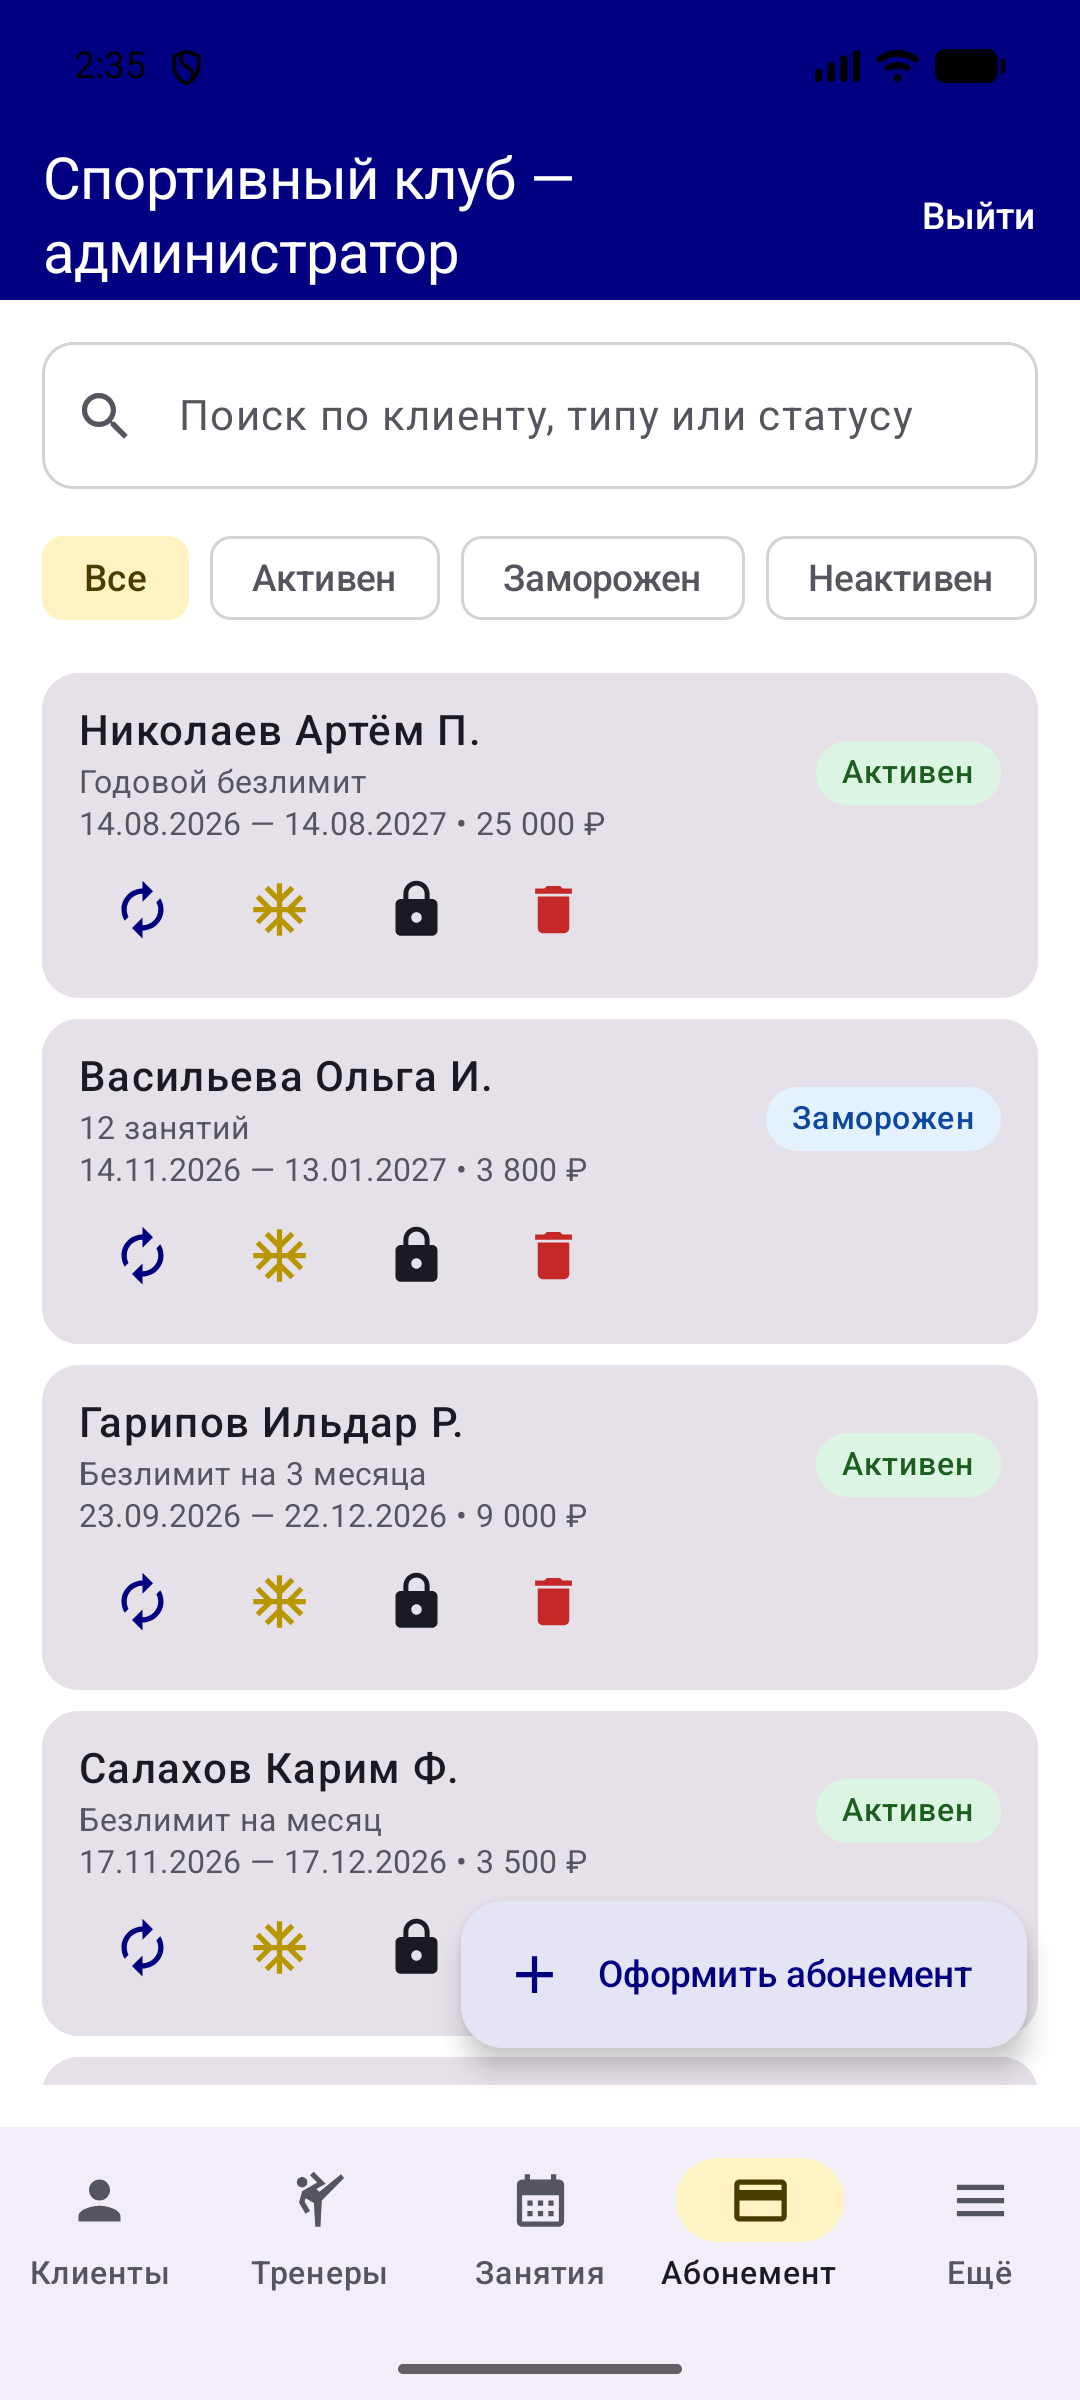 2:35
Спортивный клуб —
администратор
Выйти
Поиск по клиенту, типу или статусу
Все
Активен
Заморожен
Неактивен
Николаев Артём П.
Годовой безлимит
14.08.2026 — 14.08.2027 • 25 000 ₽
Активен
Васильева Ольга И.
12 занятий
14.11.2026 — 13.01.2027 • 3 800 ₽
Заморожен
Гарипов Ильдар Р.
Безлимит на 3 месяца
23.09.2026 — 22.12.2026 • 9 000 ₽
Активен
Салахов Карим Ф.
Безлимит на месяц
17.11.2026 — 17.12.2026 • 3 500 ₽
Активен
Оформить абонемент
Клиенты
Тренеры
Занятия
Абонемент
Ещё